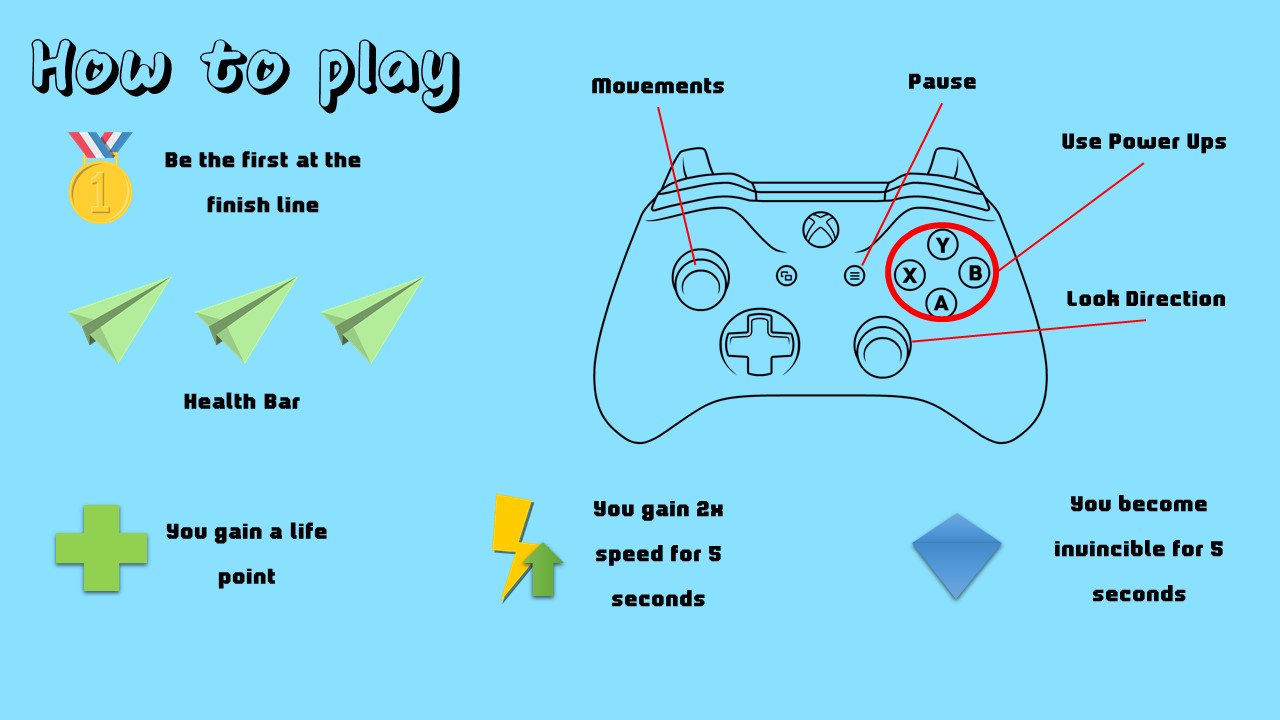 How to play
1
Be the first at the
finish line
Health Bar
Movements
Pause
Use Power Ups
Look Direction
Y
X
B
A
You gain a life
point
You gain 2x
speed for 5
seconds
You become
invincible for 5
seconds